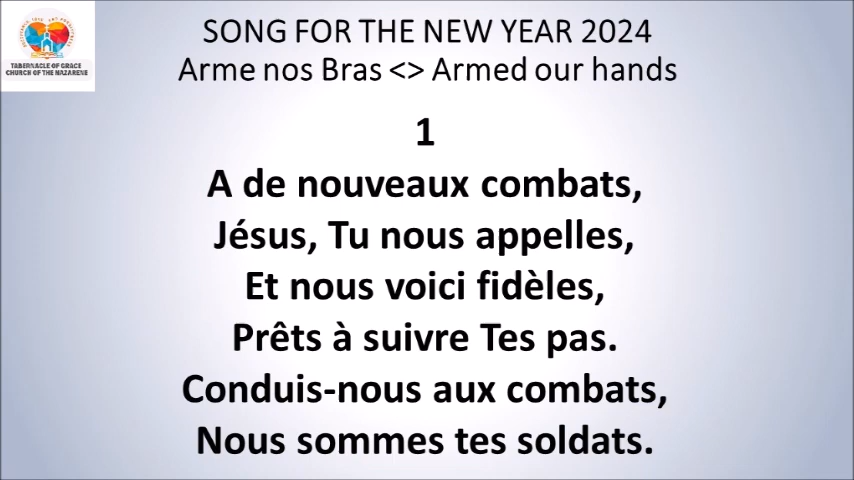 TABERNACLE OF GRACE
CHURCH OF THE NAZARENE
SONG FOR THE NEW YEAR 2024
Arme nos Bras <> Armed our hands
1
A de nouveaux combats,
Jésus, Tu nous appelles,
Et nous voici fidèles,
Prêts à suivre Tes pas.
Conduis-nous aux combats,
Nous sommes tes soldats.